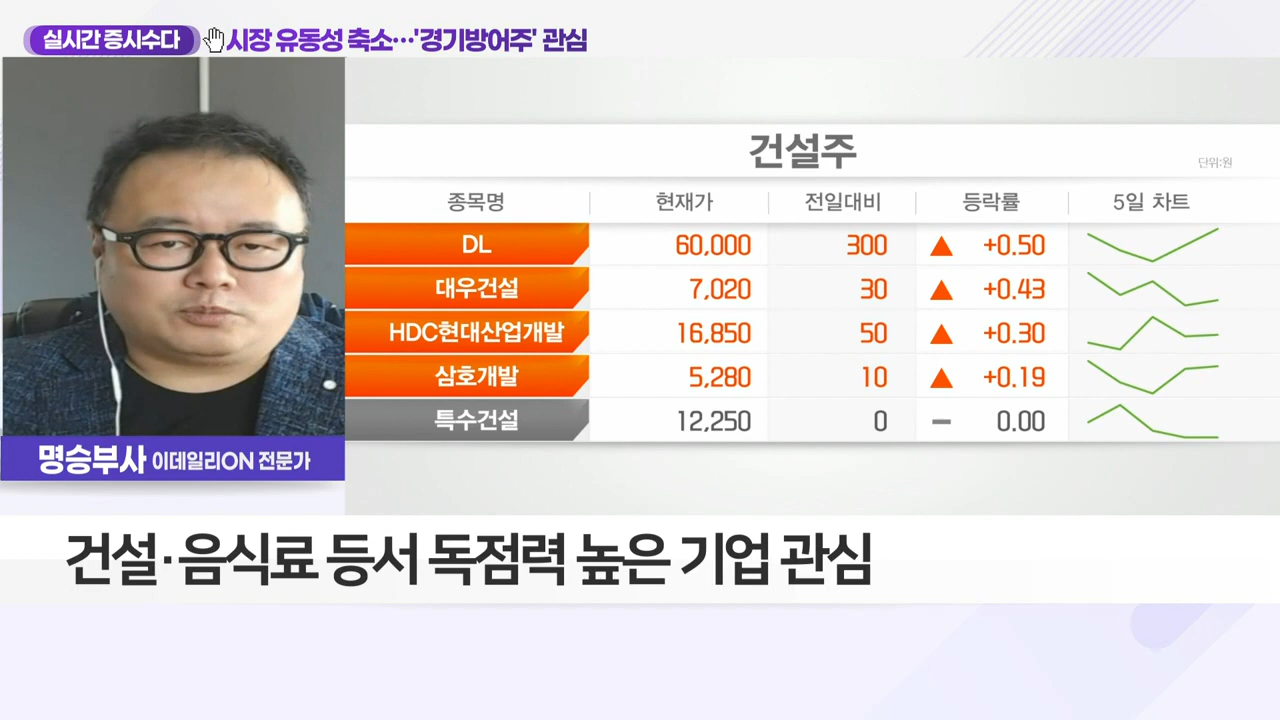 실시간 증시수다 시장 유동성 축소…'경기방어주' 관심
건설주
단위:원
종목명 현재가 전일대비 등락률 5일 차트
DL 60,000 300 ▲ +0.50
대우건설 7,020 30 ▲ +0.43
HDC현대산업개발 16,850 50 ▲ +0.30
삼호개발 5,280 10 ▲ +0.19
특수건설 12,250 0 – 0.00
명승부사 이데일리ON 전문가
건설·음식료 등서 독점력 높은 기업 관심